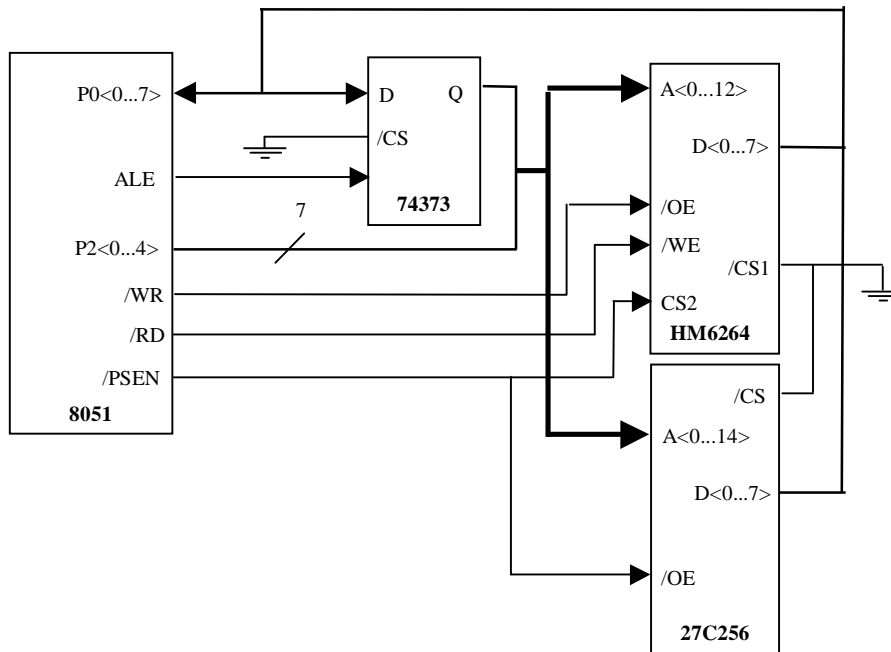 P0<0...7>
ALE
P2<0...4>
/WR
/RD
/PSEN
8051
D Q
/CS
74373
7
A<0...12>
D<0...7>
/OE
/WE
/CS1
CS2
HM6264
/CS
A<0...14>
D<0...7>
/OE
27C256